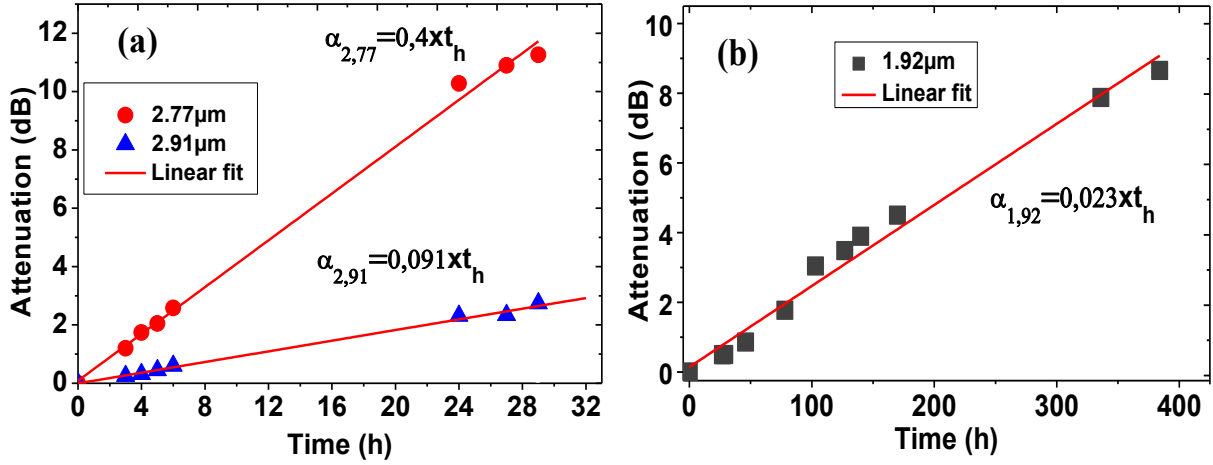 (a)
α2,77=0,4xth
2.77μm
2.91μm
Linear fit
α2,91=0,091xth
Attenuation (dB)
12
10
8
6
4
2
0
0 4 8 12 16 20 24 28 32
Time (h)
(b)
1.92μm
Linear fit
α1,92=0,023xth
Attenuation (dB)
8
6
4
2
0
0 100 200 300 400
Time (h)